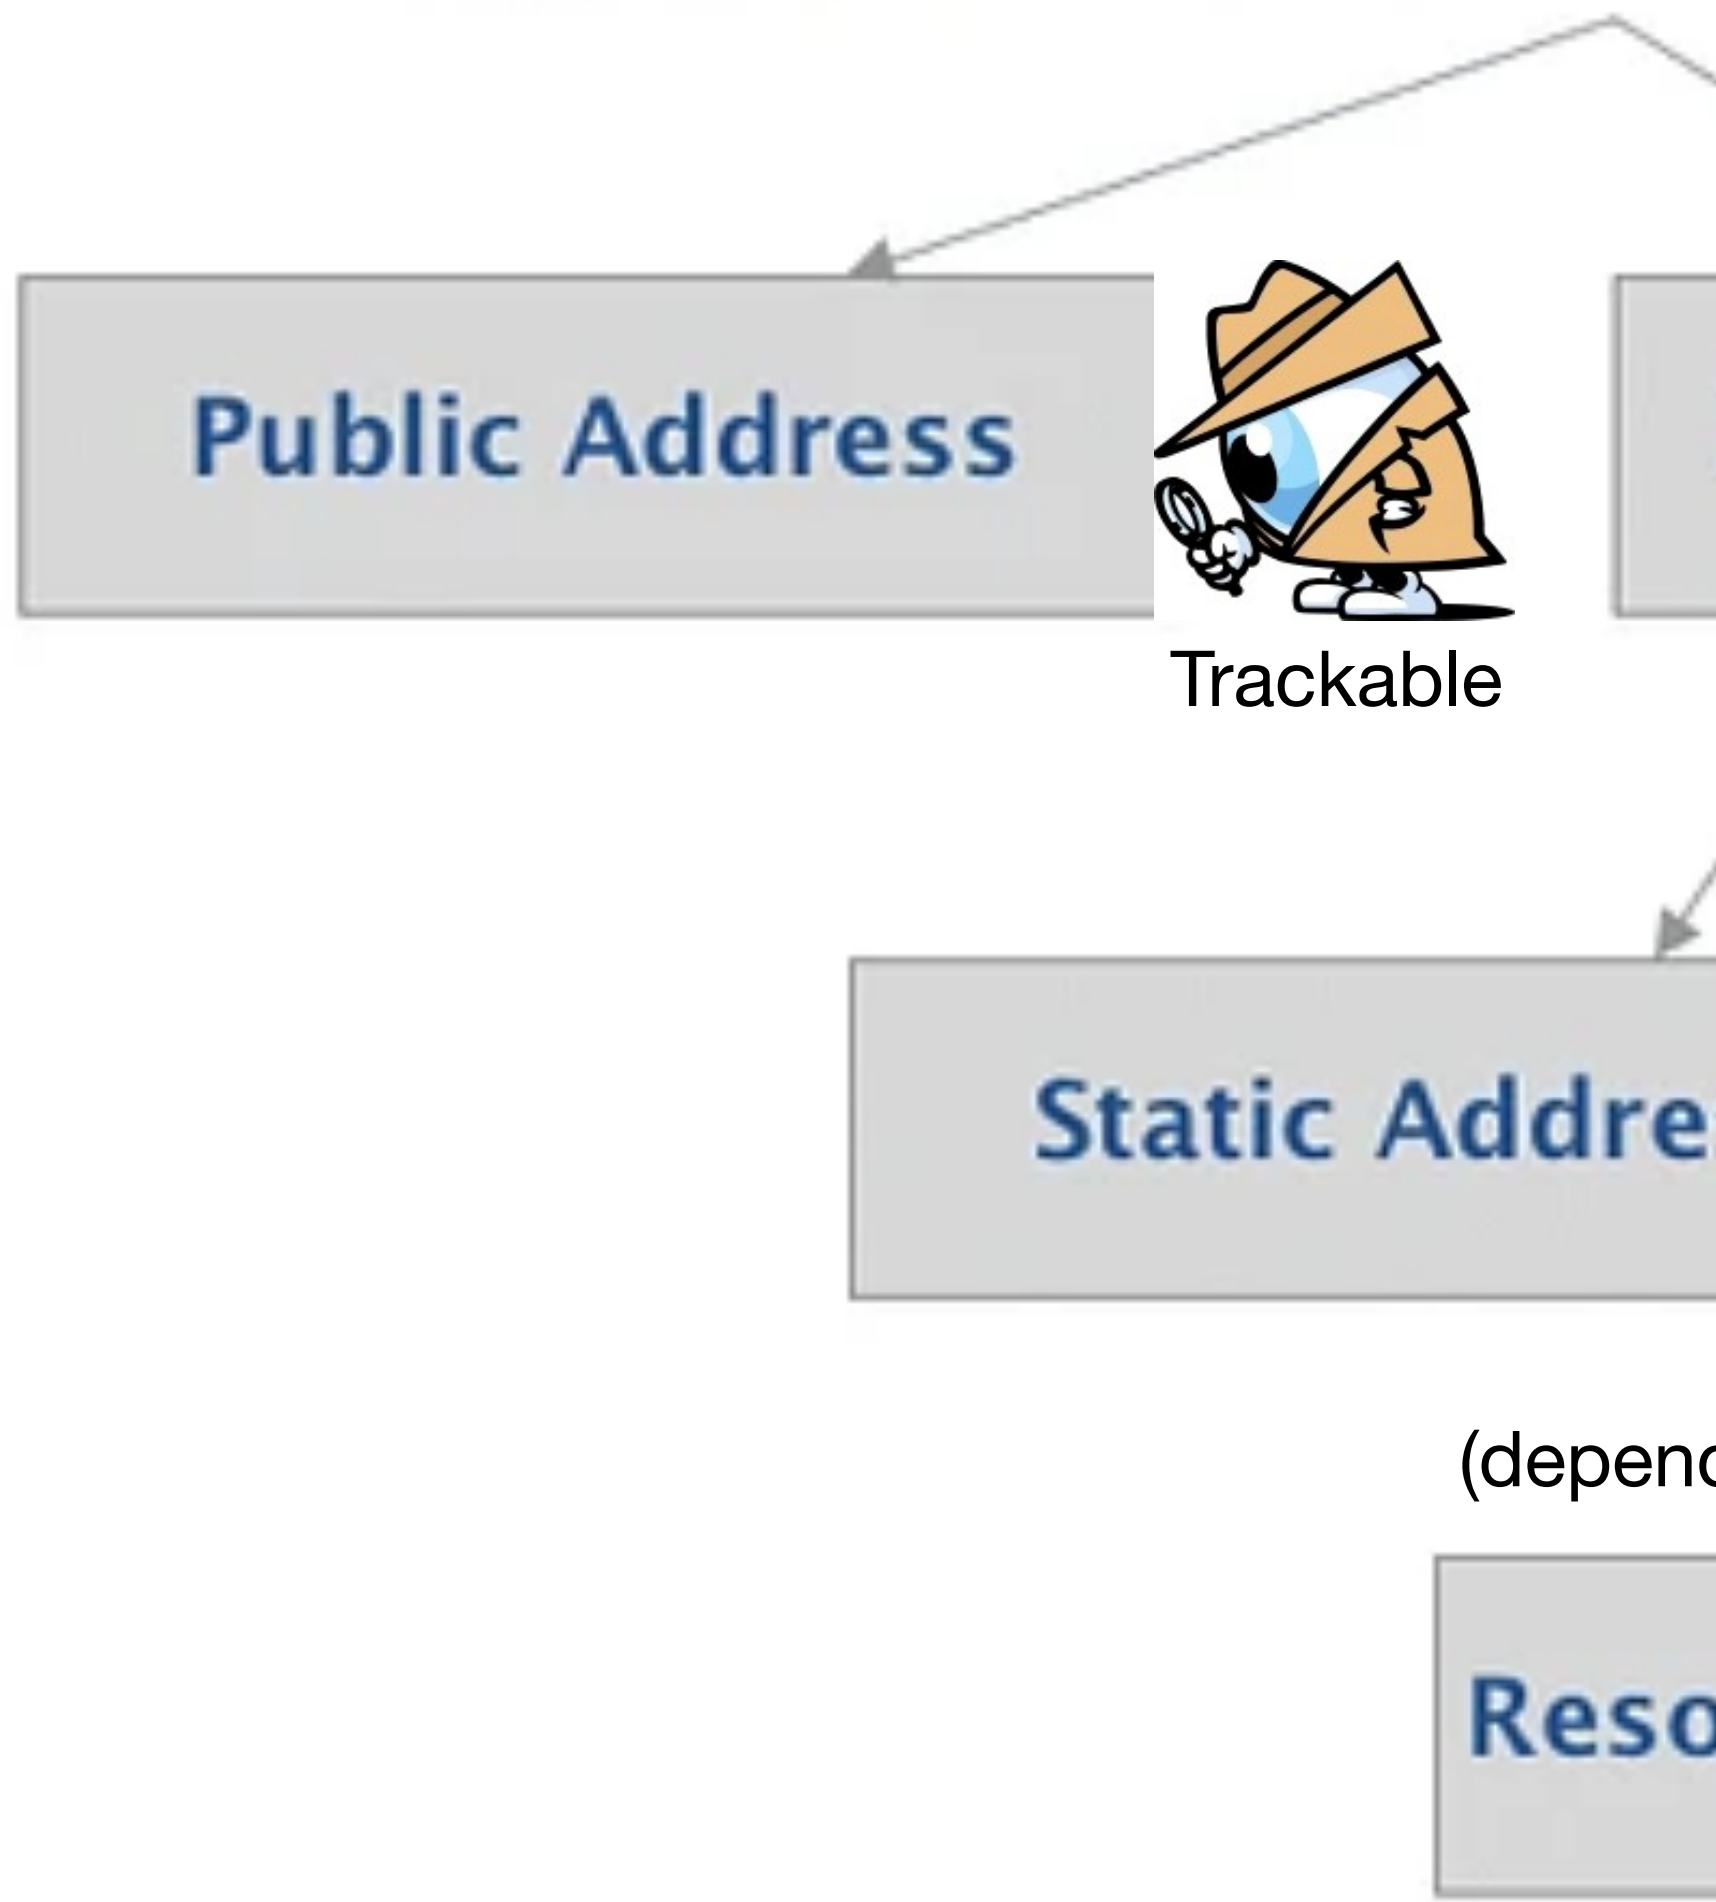 Public Address
Trackable
Static Addre
(depend
Reso